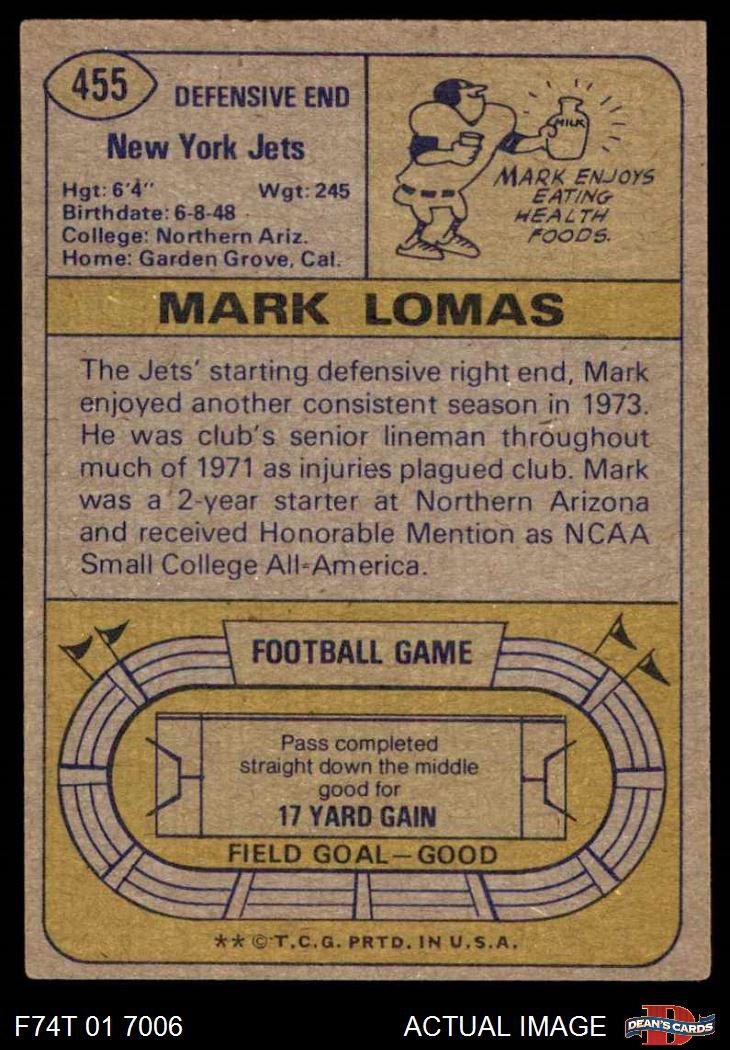 455
DEFENSIVE END
New York Jets
Hgt: 6'4" Wgt: 245
Birthdate: 6-8-48
College: Northern Ariz.
Home: Garden Grove, Cal.
MILK
MARK ENJOYS
EATING
HEALTH
FOODS.
MARK LOMAS
The Jets' starting defensive right end, Mark
enjoyed another consistent season in 1973.
He was club's senior lineman throughout
much of 1971 as injuries plagued club. Mark
was a 2-year starter at Northern Arizona
and received Honorable Mention as NCAA
Small College All-America.
FOOTBALL GAME
Pass completed
straight down the middle
good for
17 YARD GAIN
FIELD GOAL—GOOD
** © T.C.G. PRTD. IN U.S.A.
F74T 01 7006 ACTUAL IMAGE
D
DEAN'S CARDS